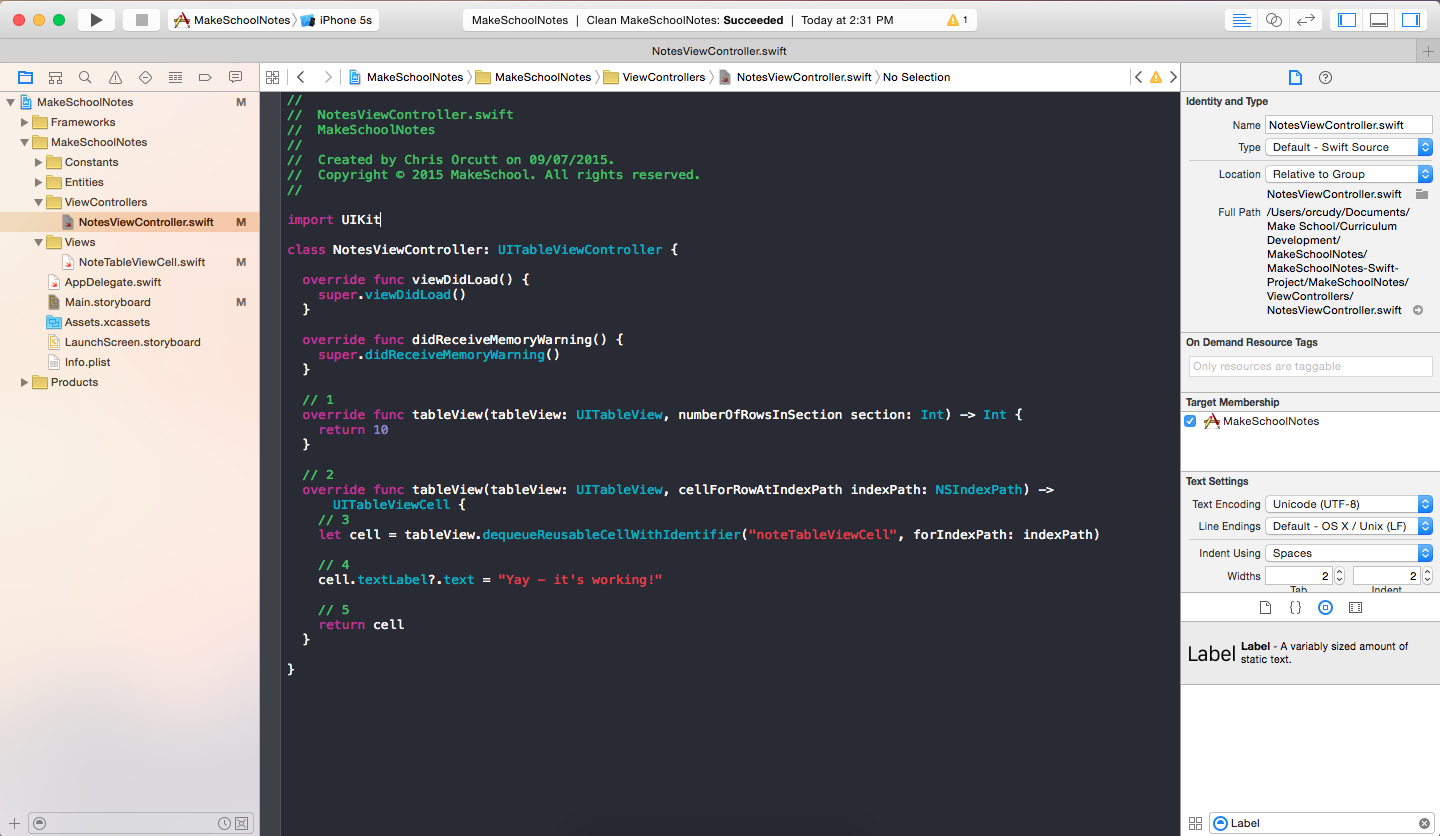 MakeSchoolNotes iPhone 5s
MakeSchoolNotes | Clean MakeSchoolNotes: Succeeded | Today at 2:31 PM 1
NotesViewController.swift
MakeSchoolNotes MakeSchoolNotes ViewControllers NotesViewController.swift No Selection
MakeSchoolNotes M
Frameworks
MakeSchoolNotes
Constants
Entities
ViewControllers
NotesViewController.swift M
Views
NoteTableViewCell.swift M
AppDelegate.swift
Main.storyboard M
Assets.xcassets
LaunchScreen.storyboard
Info.plist
Products
//
// NotesViewController.swift
// MakeSchoolNotes
//
// Created by Chris Orcutt on 09/07/2015.
// Copyright © 2015 MakeSchool. All rights reserved.
//
import UIKit
class NotesViewController: UITableViewController {
override func viewDidLoad() {
super.viewDidLoad()
}
override func didReceiveMemoryWarning() {
super.didReceiveMemoryWarning()
}
// 1
override func tableView(tableView: UITableView, numberOfRowsInSection section: Int) -> Int {
return 10
}
// 2
override func tableView(tableView: UITableView, cellForRowAtIndexPath indexPath: NSIndexPath) ->
UITableViewCell {
// 3
let cell = tableView.dequeueReusableCellWithIdentifier("noteTableViewCell", forIndexPath: indexPath)
// 4
cell.textLabel?.text = "Yay - it's working!"
// 5
return cell
}
}
Identity and Type
Name NotesViewController.swift
Type Default - Swift Source
Location Relative to Group
NotesViewController.swift
Full Path /Users/orcudy/Documents/
Make School/Curriculum
Development/
MakeSchoolNotes/
MakeSchoolNotes-Swift-
Project/MakeSchoolNotes/
ViewControllers/
NotesViewController.swift
On Demand Resource Tags
Only resources are taggable
Target Membership
MakeSchoolNotes
Text Settings
Text Encoding Unicode (UTF-8)
Line Endings Default - OS X / Unix (LF)
Indent Using Spaces
Widths 2 2
Tab Indent
{}
Label Label - A variably sized amount of
static text.
Label